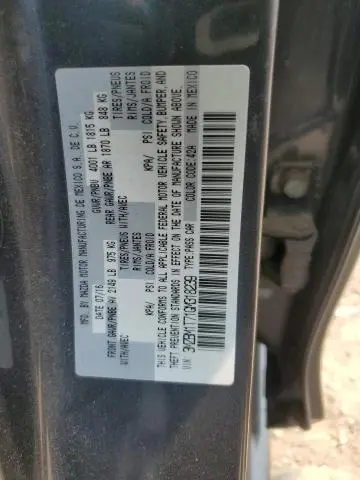 MFD. BY MAZDA MOTOR MANUFACTURING DE MEXICO S.A. DE C.V.
DATE 07/16 GVWR/PNBV 4001 LB 1815 KG
FRONT GAWR/PNBE AV 2149 LB 975 KG REAR GAWR/PNBE AR 1870 LB 848 KG
WITH/AVEC TIRES/PNEUS WITH/AVEC TIRES/PNEUS
RIMS/JANTES RIMS/JANTES
KPA/ PSI COLD/A FROID KPA/ PSI COLD/A FROID
THIS VEHICLE CONFORMS TO ALL APPLICABLE FEDERAL MOTOR VEHICLE SAFETY, BUMPER, AND
THEFT PREVENTION STANDARDS IN EFFECT ON THE DATE OF MANUFACTURE SHOWN ABOVE.
VIN: TYPE: PASS CAR COLOR CODE: 42A MADE IN MEXICO